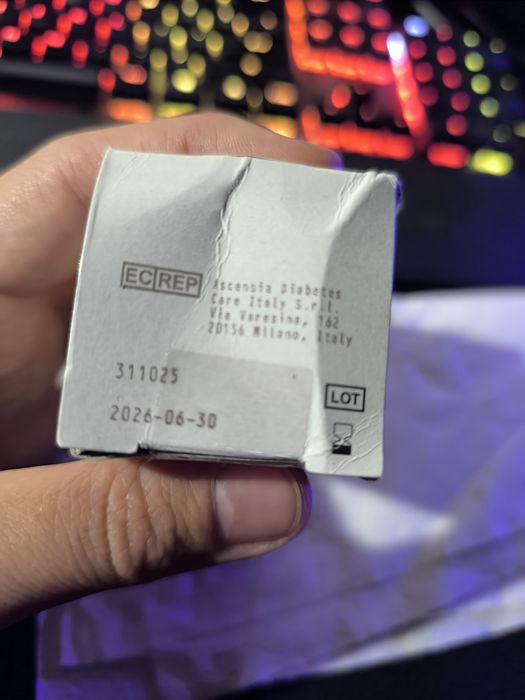 EC REP
Ascensia Diabetes
Care Italy S.r.l.
Via Varesina, 162
20156 Milano, Italy
311025
LOT
2026-06-30